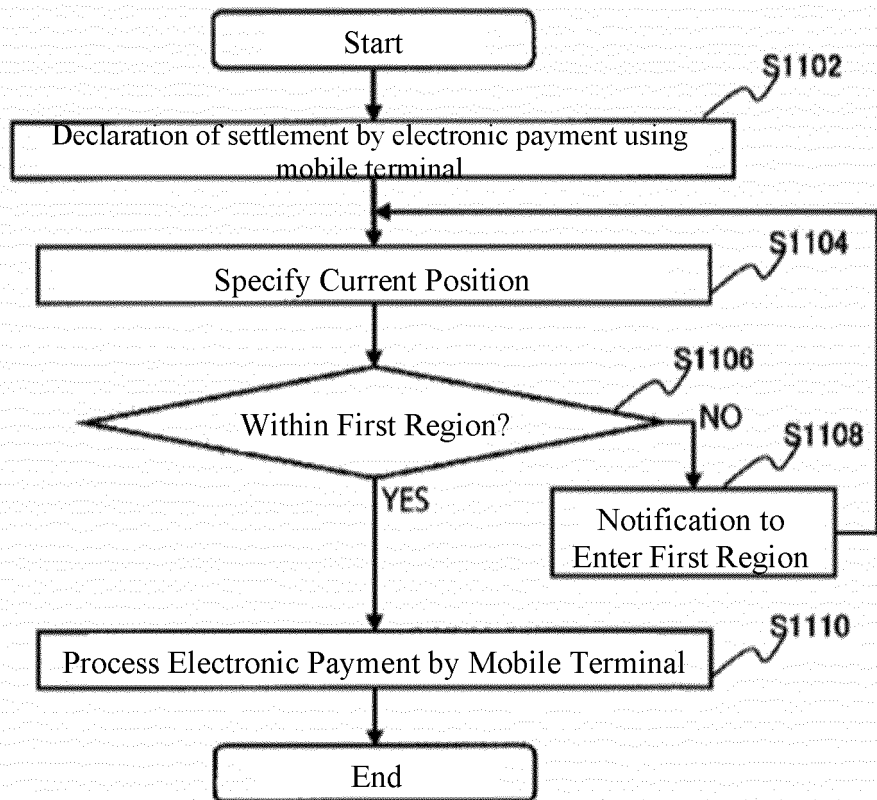 Start
S1102
Declaration of settlement by electronic payment using
mobile terminal
S1104
Specify Current Position
S1106
Within First Region?
NO
S1108
YES
Notification to
Enter First Region
S1110
Process Electronic Payment by Mobile Terminal
End